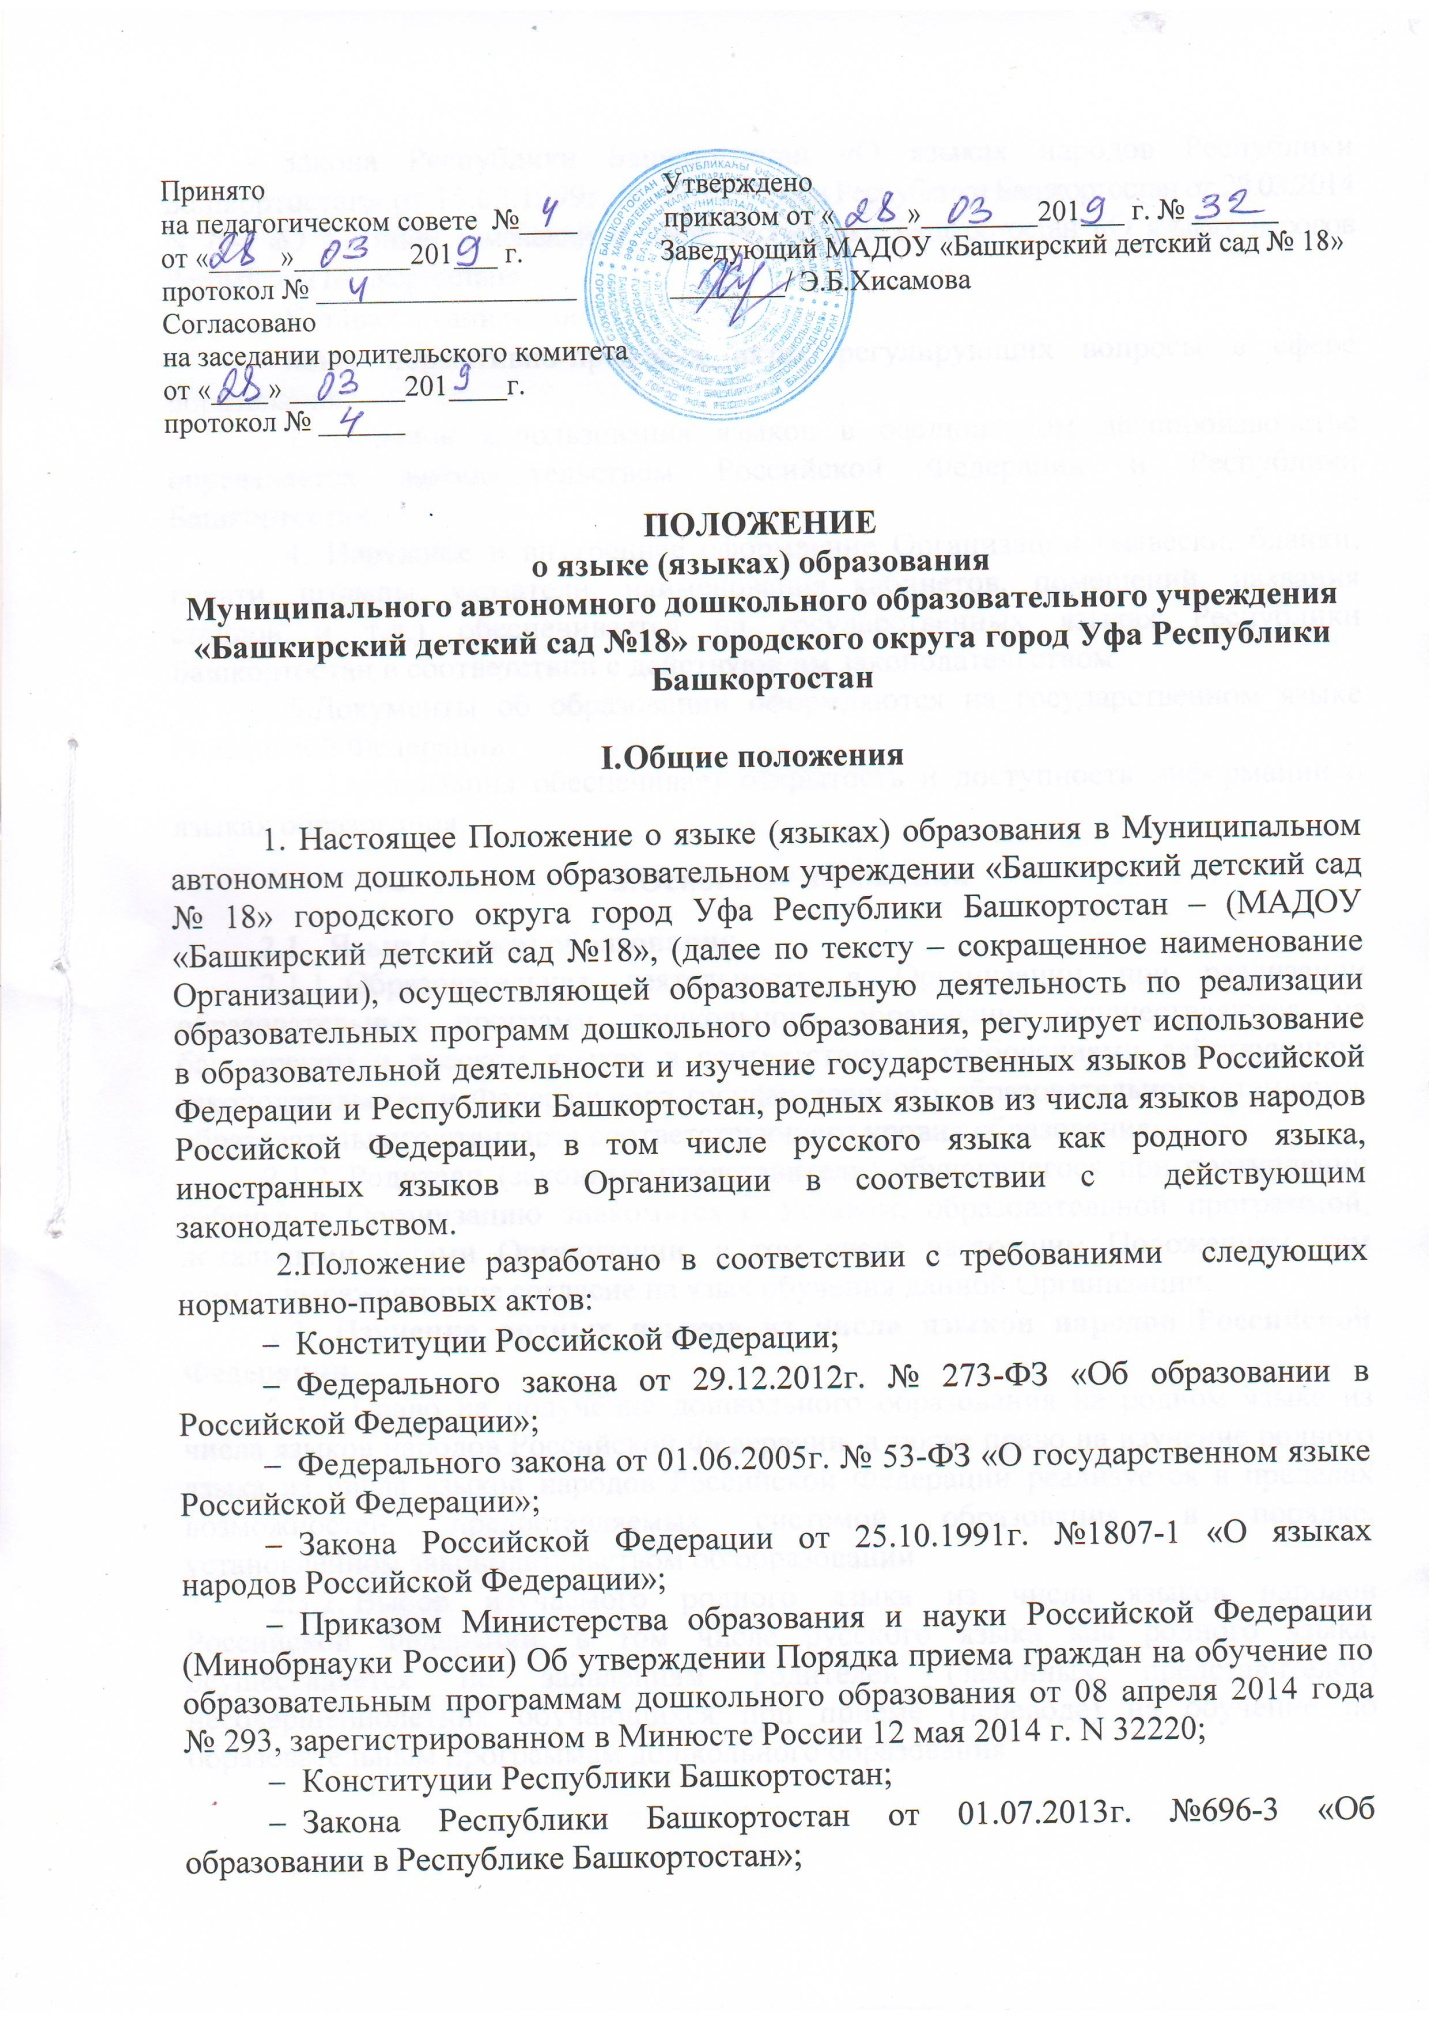 Принято
на педагогическом совете № 4
от «28» 03 2019 г.
протокол № 4
Согласовано
на заседании родительского комитета
от «28» 03 2019 г.
протокол № 4
Утверждено
приказом от «28» 03 2019 г. № 32
Заведующий МАДОУ «Башкирский детский сад № 18»
/ Э.Б.Хисамова
ПОЛОЖЕНИЕ
о языке (языках) образования
Муниципального автономного дошкольного образовательного учреждения
«Башкирский детский сад №18» городского округа город Уфа Республики
Башкортостан
I.Общие положения
1. Настоящее Положение о языке (языках) образования в Муниципальном
автономном дошкольном образовательном учреждении «Башкирский детский сад
№ 18» городского округа город Уфа Республики Башкортостан – (МАДОУ
«Башкирский детский сад №18», (далее по тексту – сокращенное наименование
Организации), осуществляющей образовательную деятельность по реализации
образовательных программ дошкольного образования, регулирует использование
в образовательной деятельности и изучение государственных языков Российской
Федерации и Республики Башкортостан, родных языков из числа языков народов
Российской Федерации, в том числе русского языка как родного языка,
иностранных языков в Организации в соответствии с действующим
законодательством.
2.Положение разработано в соответствии с требованиями следующих
нормативно-правовых актов:
– Конституции Российской Федерации;
– Федерального закона от 29.12.2012г. № 273-ФЗ «Об образовании в
Российской Федерации»;
– Федерального закона от 01.06.2005г. № 53-ФЗ «О государственном языке
Российской Федерации»;
– Закона Российской Федерации от 25.10.1991г. №1807-1 «О языках
народов Российской Федерации»;
– Приказом Министерства образования и науки Российской Федерации
(Минобрнауки России) Об утверждении Порядка приема граждан на обучение по
образовательным программам дошкольного образования от 08 апреля 2014 года
№ 293, зарегистрированном в Минюсте России 12 мая 2014 г. N 32220;
– Конституции Республики Башкортостан;
– Закона Республики Башкортостан от 01.07.2013г. №696-З «Об
образовании в Республике Башкортостан»;